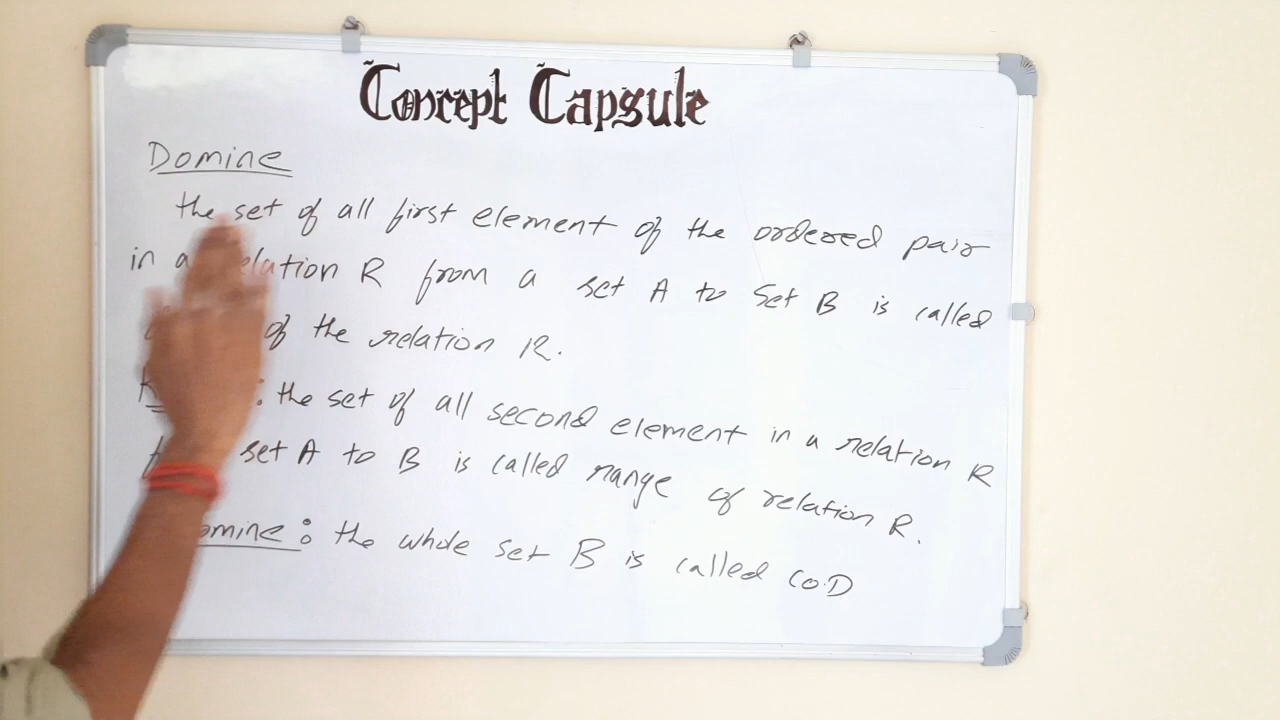 Concept Capsule
Domine
the set of all first element of the ordered pair
in a relation R from a set A to Set B is called
of the relation R.
: the set of all second element in a relation R
set A to B is called range of relation R.
omine : the whole set B is called co.D